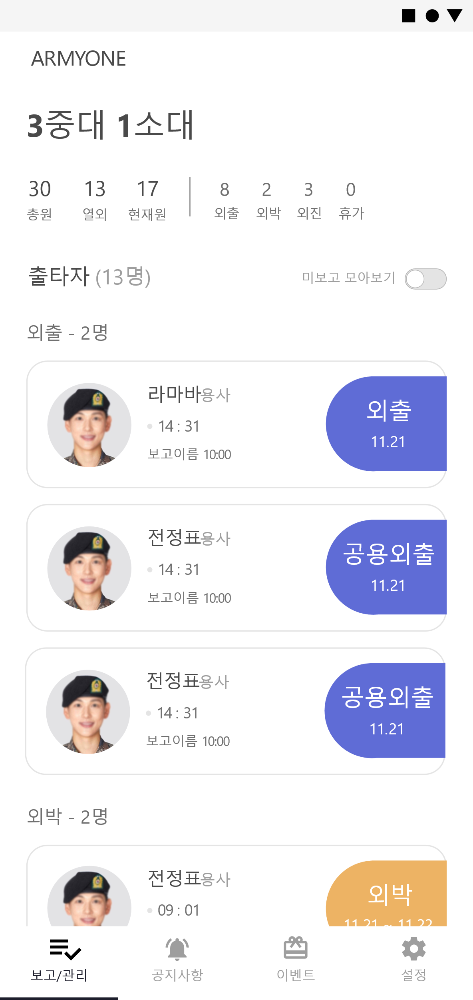 ARMYONE
3중대 1소대
30 13 17 8 2 3 0
총원 열외 현재원 외출 외박 외진 휴가
출타자 (13명) 미보고 모아보기
외출 - 2명
라마바용사
14 : 31
보고이름 10:00
외출
11.21
전정표용사
14 : 31
보고이름 10:00
공용외출
11.21
전정표용사
14 : 31
보고이름 10:00
공용외출
11.21
외박 - 2명
전정표용사
09 : 01
외박
11.21 ~ 11.22
보고/관리 공지사항 이벤트 설정